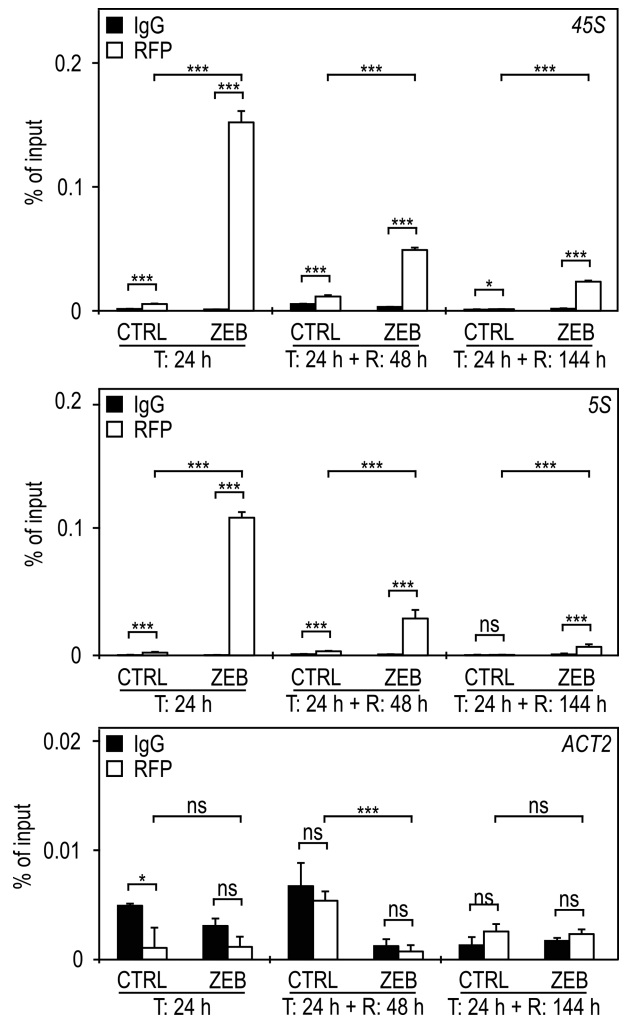 IgG 45S
RFP
0.2
***
***
***
***
% of input
0.1
***
***
***
***
*
0
CTRL ZEB CTRL ZEB CTRL ZEB
T: 24 h T: 24 h + R: 48 h T: 24 h + R: 144 h
0.2
IgG 5S
RFP
***
***
***
***
% of input
0.1
***
***
***
ns
***
0
CTRL ZEB CTRL ZEB CTRL ZEB
T: 24 h T: 24 h + R: 48 h T: 24 h + R: 144 h
0.02
IgG ACT2
RFP
ns
***
ns
% of input
0.01
*
ns
ns
ns
ns
ns
0
CTRL ZEB CTRL ZEB CTRL ZEB
T: 24 h T: 24 h + R: 48 h T: 24 h + R: 144 h